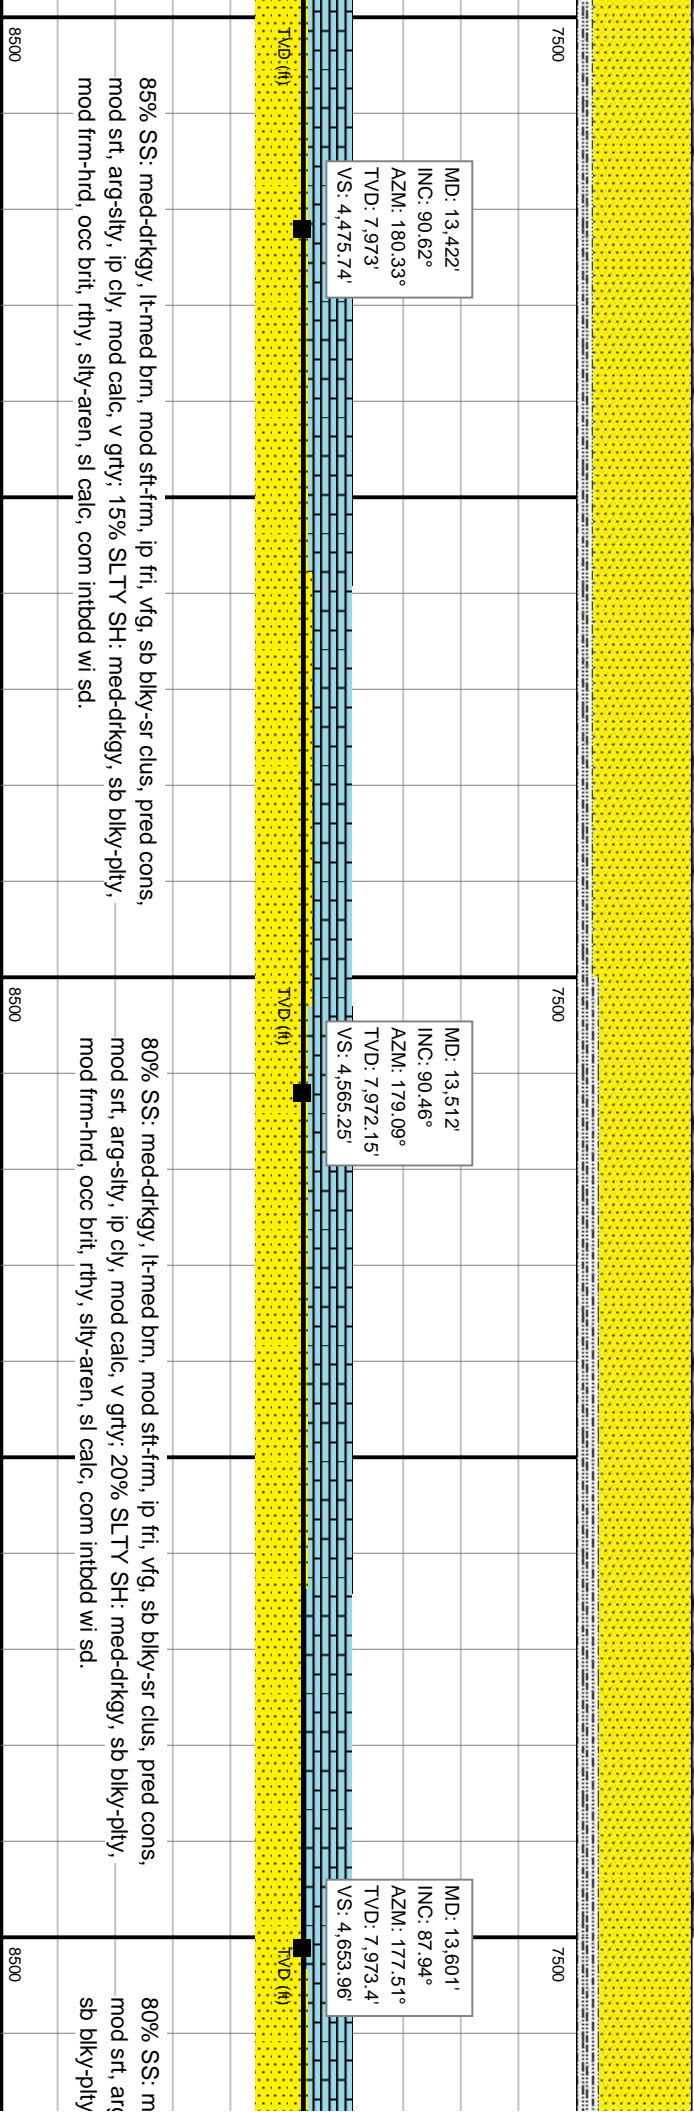 7500
8500
TVD (ft)
MD: 13,422'
INC: 90.62°
AZM: 180.33°
TVD: 7,973'
VS: 4,475.74'
85% SS: med-drkgy, lt-med brn, mod sft-frm, ip fri, vfg, sb blky-sr clus, pred cons,
mod srt, arg-slty, ip cly, mod calc, v grty; 15% SLTY SH: med-drkgy, sb blky-plty,
mod frm-hrd, occ brit, rthy, slty-aren, sl calc, com intbdd wi sd.
7500
8500
TVD (ft)
MD: 13,512'
INC: 90.46°
AZM: 179.09°
TVD: 7,972.15'
VS: 4,565.25'
80% SS: med-drkgy, lt-med brn, mod sft-frm, ip fri, vfg, sb blky-sr clus, pred cons,
mod srt, arg-slty, ip cly, mod calc, v grty; 20% SLTY SH: med-drkgy, sb blky-plty,
mod frm-hrd, occ brit, rthy, slty-aren, sl calc, com intbdd wi sd.
MD: 13,601'
INC: 87.94°
AZM: 177.51°
TVD: 7,973.4'
VS: 4,653.96'
7500
8500
TVD (ft)
80% SS: m
mod srt, arg
sb blky-plty